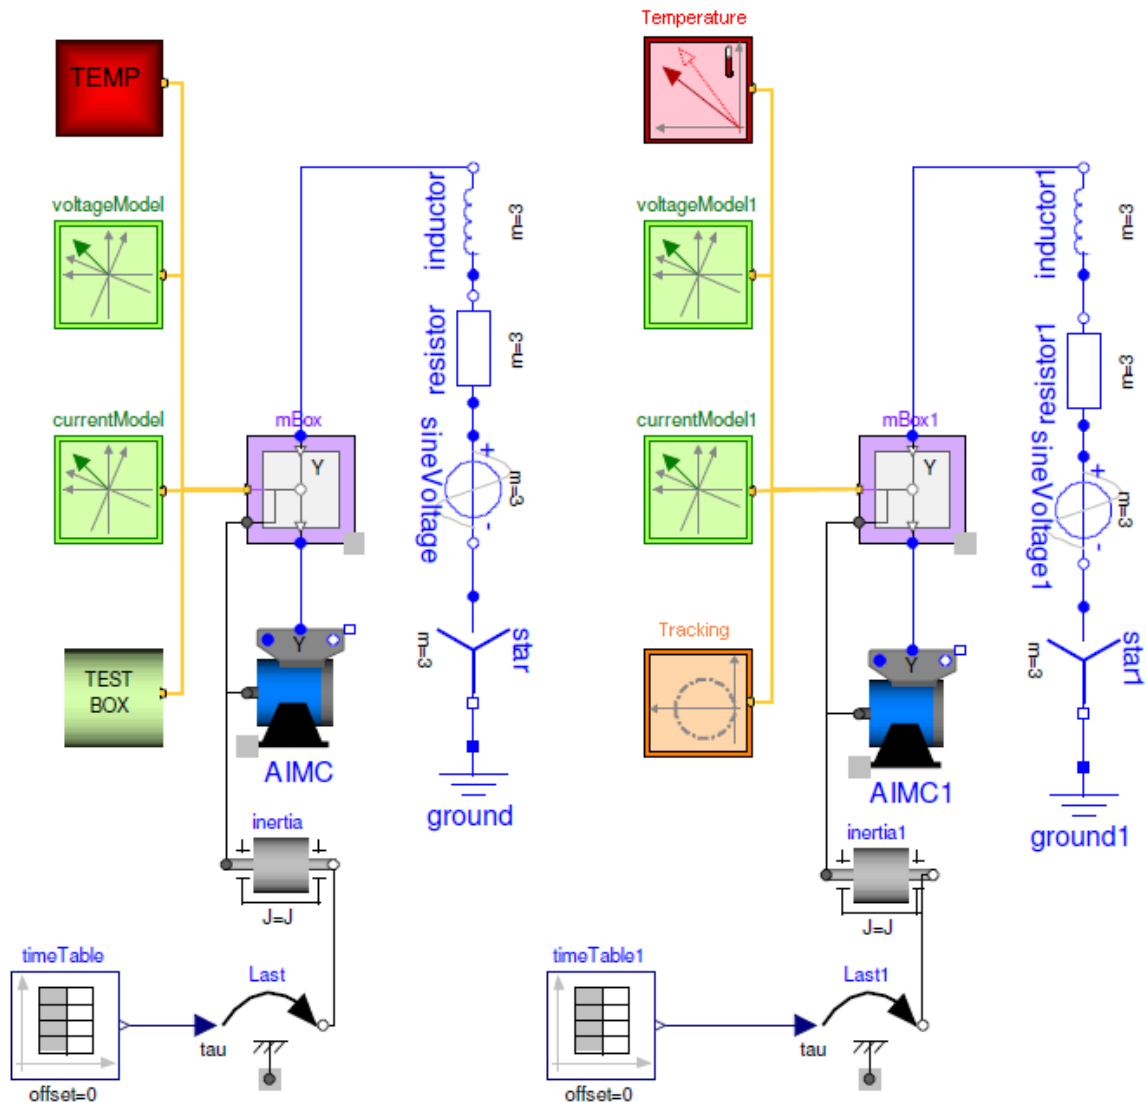 Temperature
TEMP
voltageModel
inductor
m=3
voltageModel1
inductor1
m=3
resistor
m=3
resistor1
m=3
currentModel
mBox
Y
sineVoltage
+
m=3
-
currentModel1
mBox1
Y
sineVoltage1
+
m=3
-
TEST
BOX
Y
AIMC
m=3
star
ground
Tracking
Y
AIMC1
m=3
star1
ground1
inertia
J=J
inertia1
J=J
timeTable
offset=0
Last
tau
timeTable1
offset=0
Last1
tau